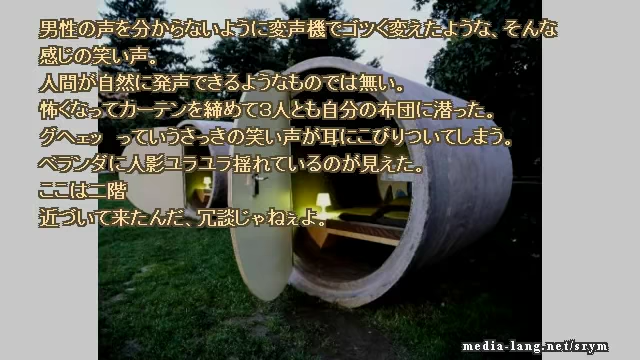 男性の声を分からないように変声機でゴツく変えたような、そんな
感じの笑い声。
人間が自然に発声できるようなものでは無い。
怖くなってカーテンを締めて3人とも自分の布団に潜った。
グヘェッ　っていうさっきの笑い声が耳にこびりついてしまう。
ベランダに人影ユラユラ揺れているのが見えた。
ここは二階
近づいて来たんだ、冗談じゃねぇよ。
media-lang.net/srym